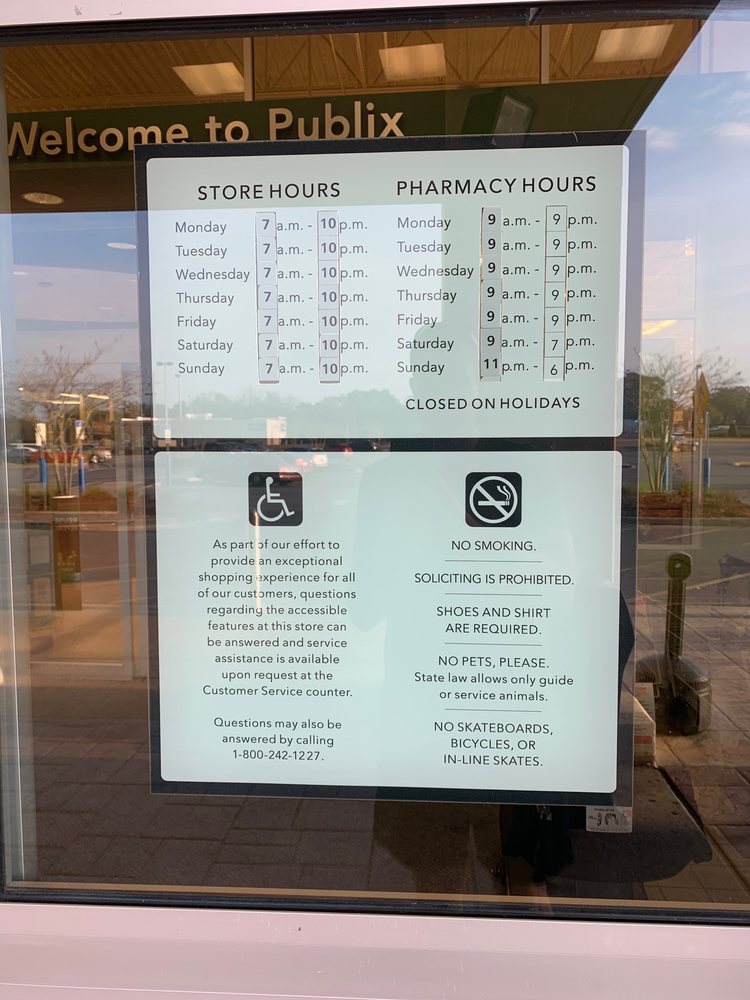 Welcome to Publix
STORE HOURS
Monday 7 a.m. - 10 p.m.
Tuesday 7 a.m. - 10 p.m.
Wednesday 7 a.m. - 10 p.m.
Thursday 7 a.m. - 10 p.m.
Friday 7 a.m. - 10 p.m.
Saturday 7 a.m. - 10 p.m.
Sunday 7 a.m. - 10 p.m.
PHARMACY HOURS
Monday 9 a.m. - 9 p.m.
Tuesday 9 a.m. - 9 p.m.
Wednesday 9 a.m. - 9 p.m.
Thursday 9 a.m. - 9 p.m.
Friday 9 a.m. - 9 p.m.
Saturday 9 a.m. - 7 p.m.
Sunday 11 p.m. - 6 p.m.
CLOSED ON HOLIDAYS
As part of our effort to
provide an exceptional
shopping experience for all
of our customers, questions
regarding the accessible
features at this store can
be answered and service
assistance is available
upon request at the
Customer Service counter.
Questions may also be
answered by calling
1-800-242-1227.
NO SMOKING.
SOLICITING IS PROHIBITED.
SHOES AND SHIRT
ARE REQUIRED.
NO PETS, PLEASE.
State law allows only guide
or service animals.
NO SKATEBOARDS,
BICYCLES, OR
IN-LINE SKATES.